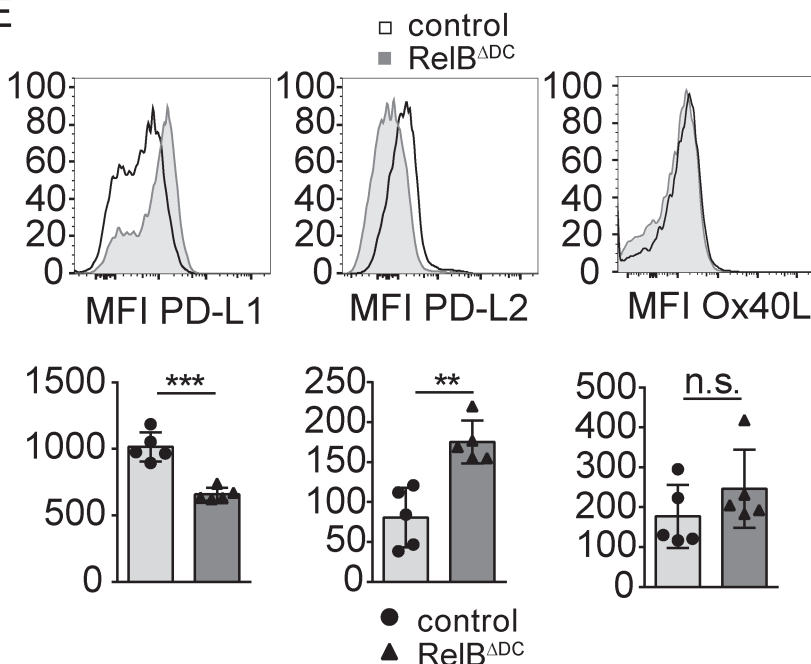 E
control
RelB^ΔDC
100 80 60 40 20 0
MFI PD-L1
100 80 60 40 20 0
MFI PD-L2
100 80 60 40 20 0
MFI Ox40L
1500 1000 500 0
***
250 200 150 100 50 0
**
500 400 300 200 100 0
n.s.
control
RelB^ΔDC